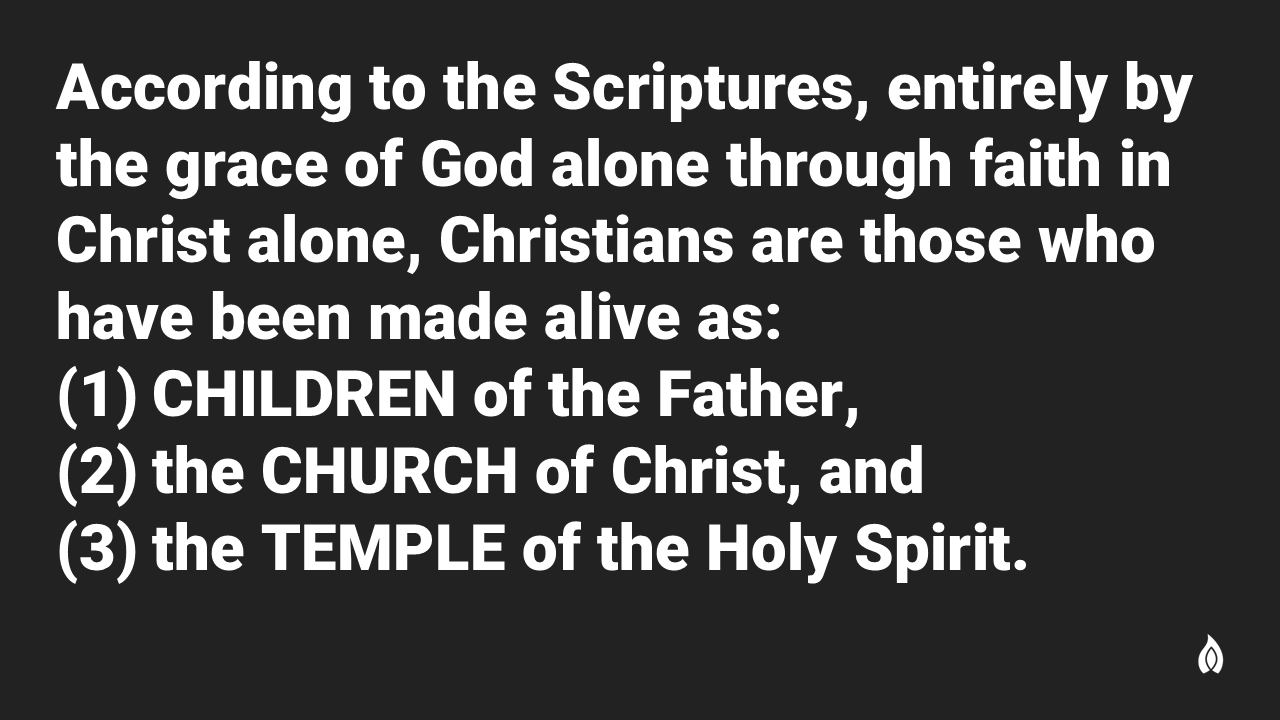 According to the Scriptures, entirely by
the grace of God alone through faith in
Christ alone, Christians are those who
have been made alive as:
(1) CHILDREN of the Father,
(2) the CHURCH of Christ, and
(3) the TEMPLE of the Holy Spirit.